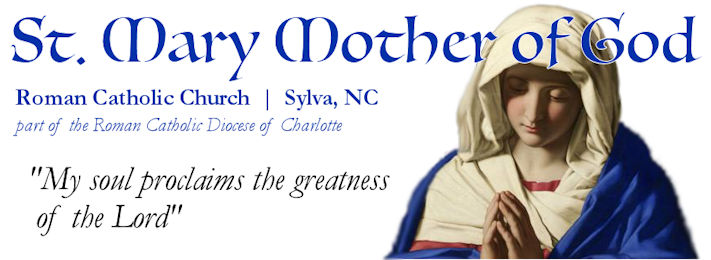 St. Mary Mother of God
Roman Catholic Church | Sylva, NC
part of the Roman Catholic Diocese of Charlotte
"My soul proclaims the greatness
of the Lord"